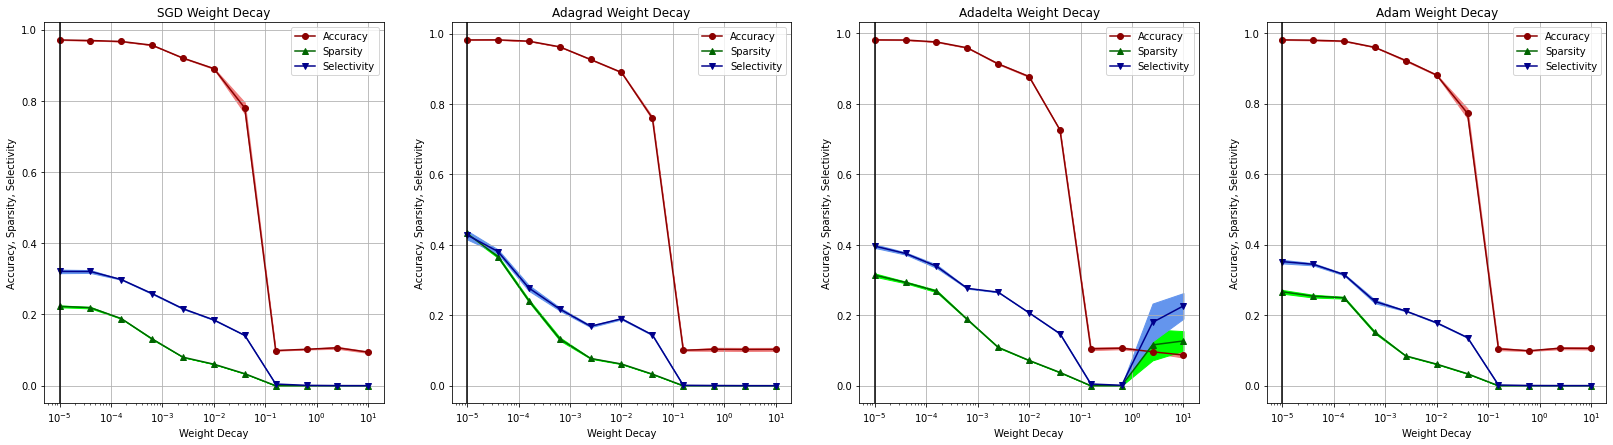 SGD Weight Decay
Accuracy, Sparsity, Selectivity
1.0
0.8
0.6
0.4
0.2
0.0
Accuracy
Sparsity
Selectivity
10⁻⁵ 10⁻⁴ 10⁻³ 10⁻² 10⁻¹ 10⁰ 10¹
Weight Decay
Adagrad Weight Decay
Accuracy, Sparsity, Selectivity
1.0
0.8
0.6
0.4
0.2
0.0
Accuracy
Sparsity
Selectivity
10⁻⁵ 10⁻⁴ 10⁻³ 10⁻² 10⁻¹ 10⁰ 10¹
Weight Decay
Adadelta Weight Decay
Accuracy, Sparsity, Selectivity
1.0
0.8
0.6
0.4
0.2
0.0
Accuracy
Sparsity
Selectivity
10⁻⁵ 10⁻⁴ 10⁻³ 10⁻² 10⁻¹ 10⁰ 10¹
Weight Decay
Adam Weight Decay
Accuracy, Sparsity, Selectivity
1.0
0.8
0.6
0.4
0.2
0.0
Accuracy
Sparsity
Selectivity
10⁻⁵ 10⁻⁴ 10⁻³ 10⁻² 10⁻¹ 10⁰ 10¹
Weight Decay